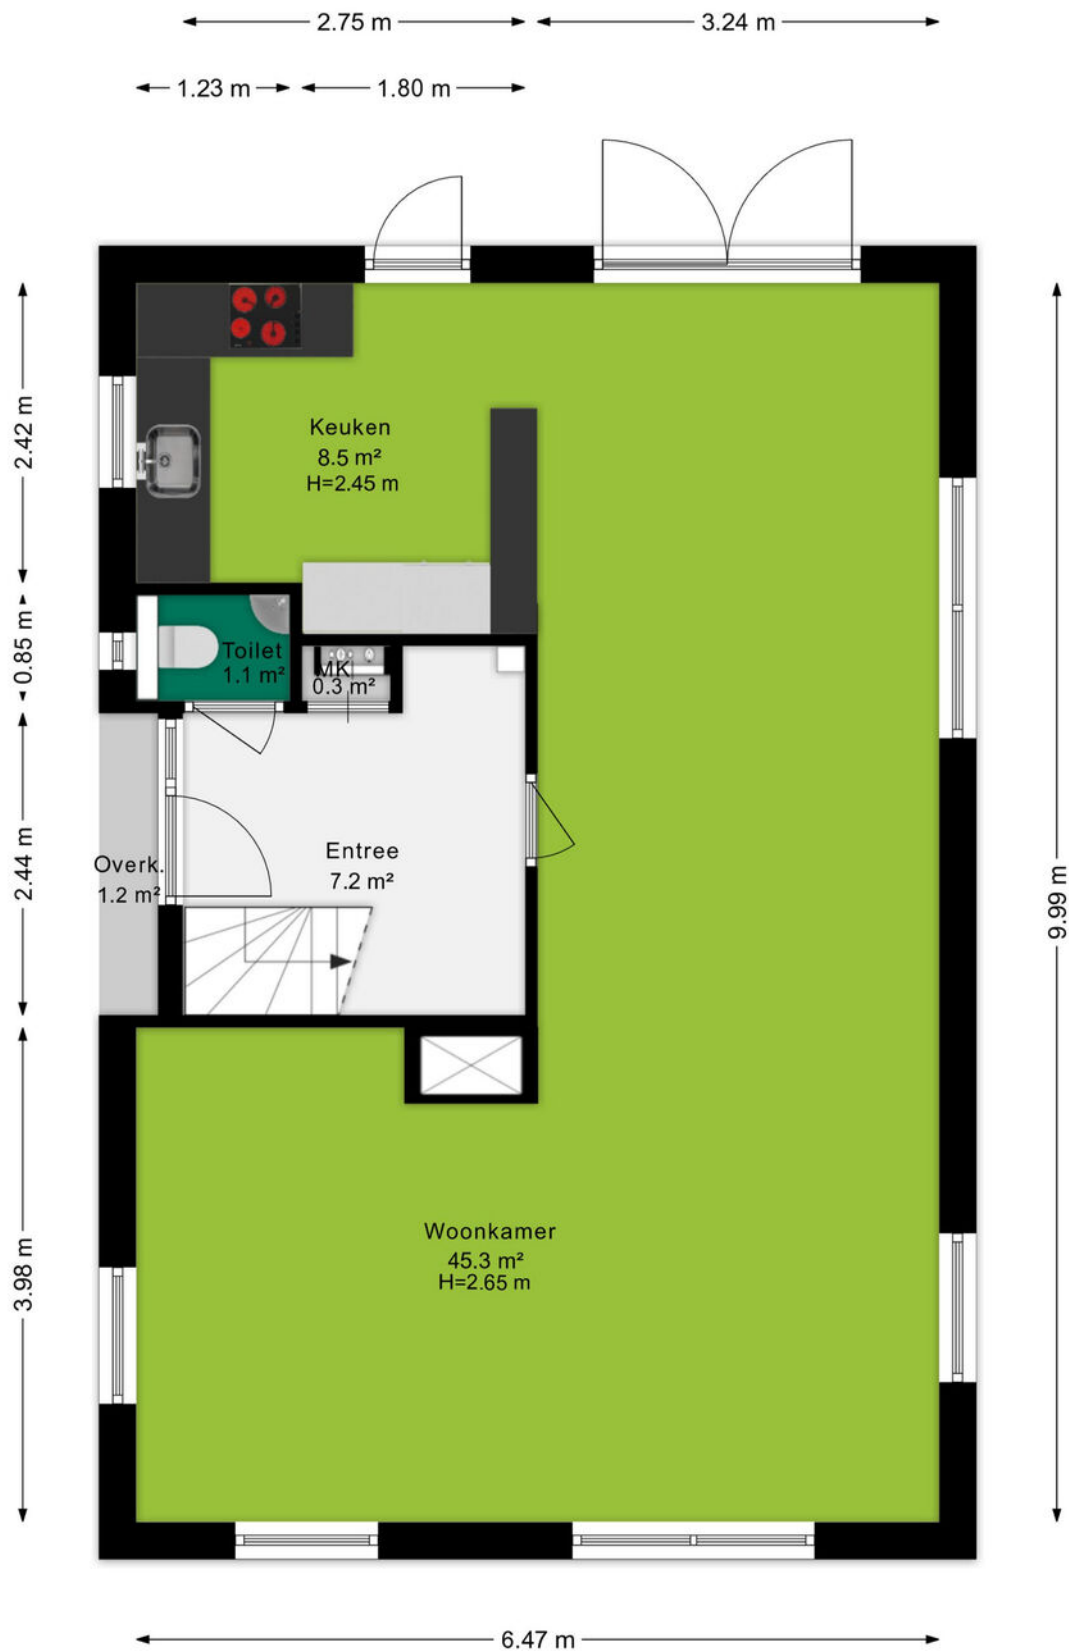 2.75 m
3.24 m
1.23 m
1.80 m
2.42 m
Keuken
8.5 m²
H=2.45 m
0.85 m
Toilet
1.1 m²
MK
0.3 m²
2.44 m
Overk.
1.2 m²
Entree
7.2 m²
9.99 m
3.98 m
Woonkamer
45.3 m²
H=2.65 m
6.47 m